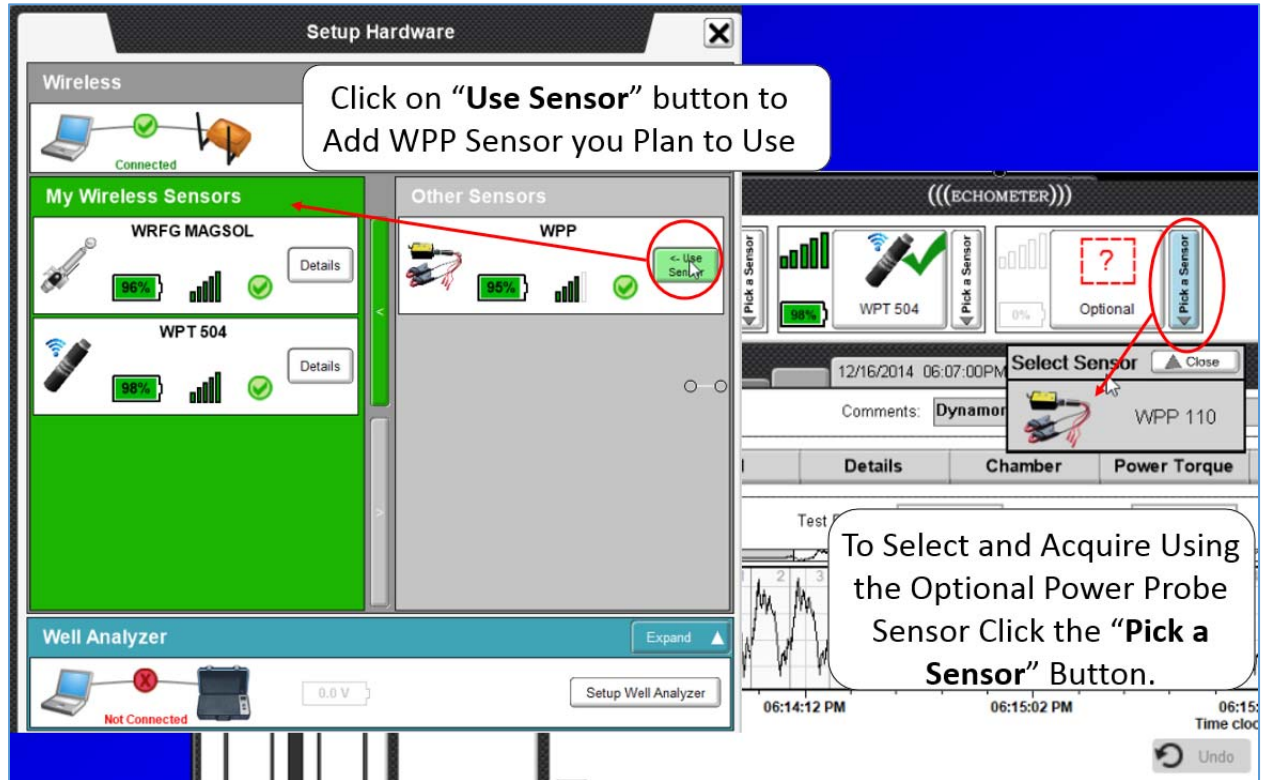 Setup Hardware
Wireless
Click on “Use Sensor” button to
Add WPP Sensor you Plan to Use
Connected
My Wireless Sensors
WRFG MAGSOL
96%
Details
WPT 504
98%
Details
Other Sensors
WPP
95%
<- Use
Sensor
Well Analyzer
Expand
Not Connected
0.0 V
Setup Well Analyzer
(((ECHOMETER)))
Pick a Sensor
98%
WPT 504
Pick a Sensor
0%
?
Optional
Pick a Sensor
12/16/2014 06:07:00PM
Select Sensor
Close
WPP 110
Comments:
Details
Chamber
Power Torque
Test
2
3
To Select and Acquire Using
the Optional Power Probe
Sensor Click the “Pick a
Sensor” Button.
06:14:12 PM
06:15:02 PM
06:15:
Time
Undo